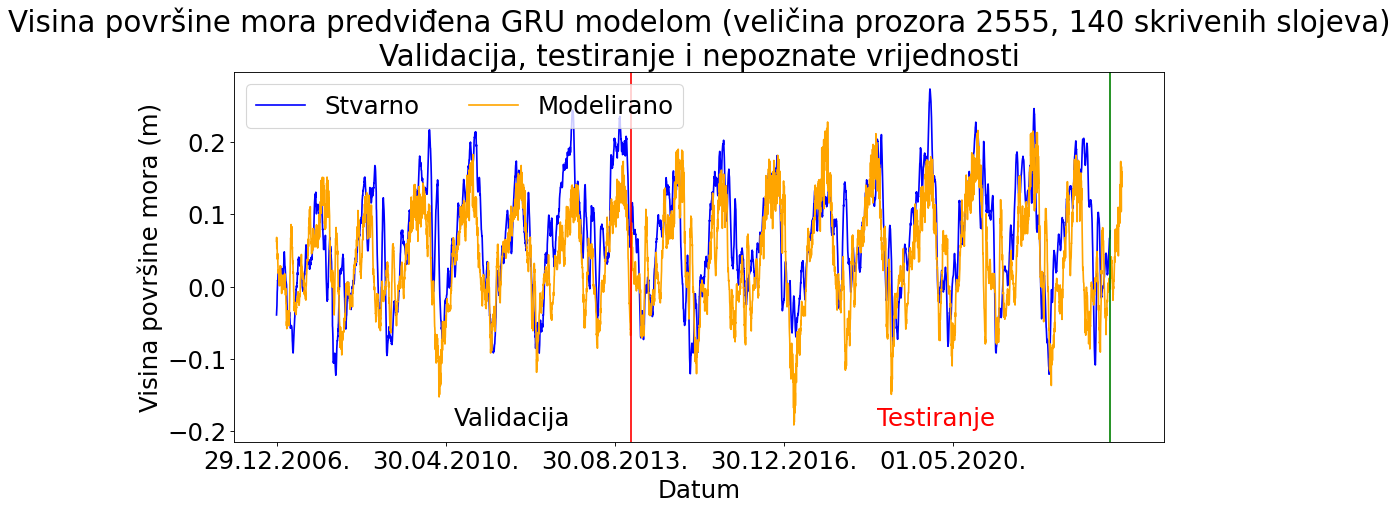 Visina površine mora predviđena GRU modelom (veličina prozora 2555, 140 skrivenih slojeva)
Validacija, testiranje i nepoznate vrijednosti
Stvarno Modelirano
Visina površine mora (m)
0.2
0.1
0.0
−0.1
−0.2
Validacija Testiranje
29.12.2006. 30.04.2010. 30.08.2013. 30.12.2016. 01.05.2020.
Datum